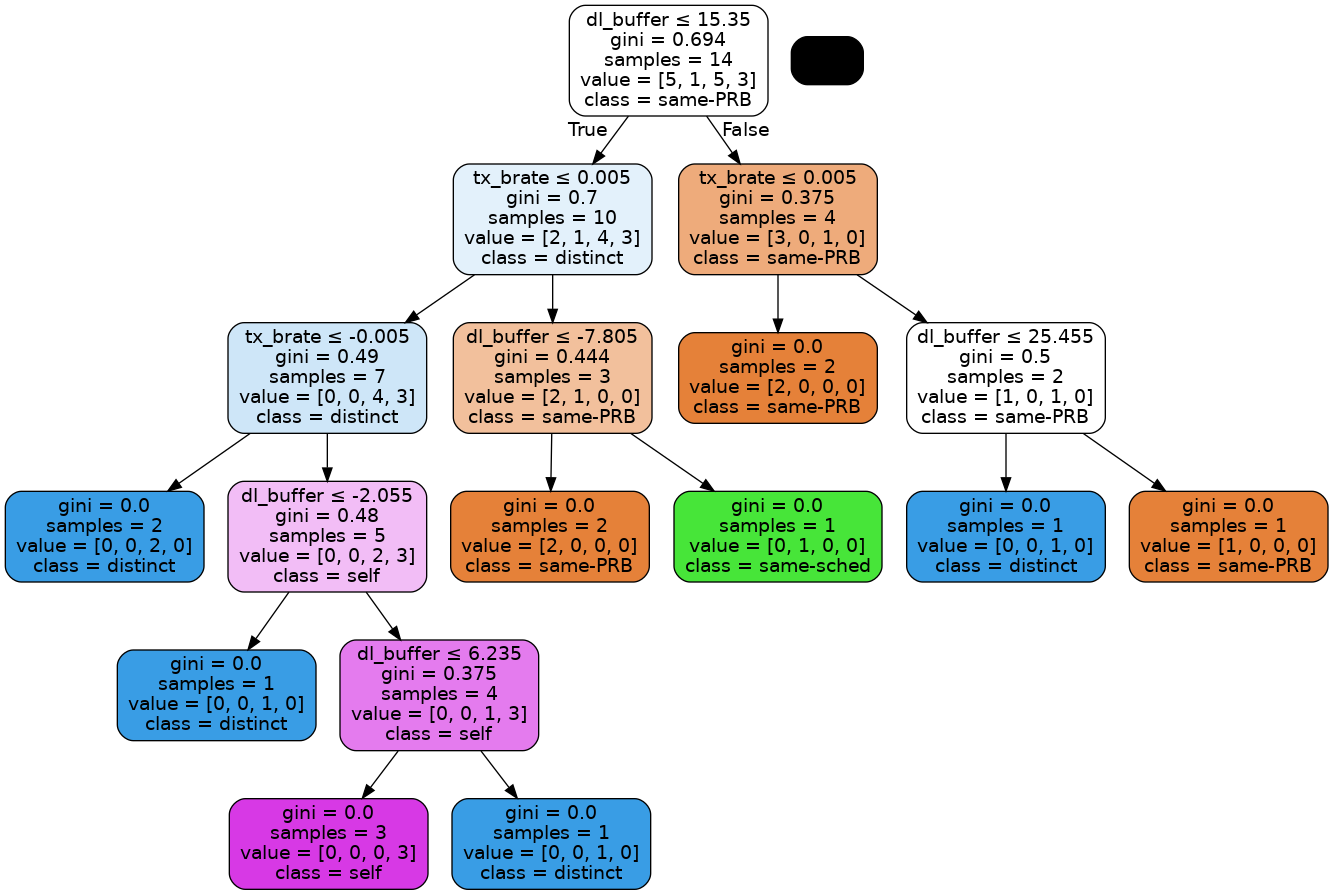 dl_buffer ≤ 15.35
gini = 0.694
samples = 14
value = [5, 1, 5, 3]
class = same-PRB
True
False
tx_brate ≤ 0.005
gini = 0.7
samples = 10
value = [2, 1, 4, 3]
class = distinct
tx_brate ≤ 0.005
gini = 0.375
samples = 4
value = [3, 0, 1, 0]
class = same-PRB
tx_brate ≤ -0.005
gini = 0.49
samples = 7
value = [0, 0, 4, 3]
class = distinct
dl_buffer ≤ -7.805
gini = 0.444
samples = 3
value = [2, 1, 0, 0]
class = same-PRB
gini = 0.0
samples = 2
value = [2, 0, 0, 0]
class = same-PRB
dl_buffer ≤ 25.455
gini = 0.5
samples = 2
value = [1, 0, 1, 0]
class = same-PRB
gini = 0.0
samples = 2
value = [0, 0, 2, 0]
class = distinct
dl_buffer ≤ -2.055
gini = 0.48
samples = 5
value = [0, 0, 2, 3]
class = self
gini = 0.0
samples = 2
value = [2, 0, 0, 0]
class = same-PRB
gini = 0.0
samples = 1
value = [0, 1, 0, 0]
class = same-sched
gini = 0.0
samples = 1
value = [0, 0, 1, 0]
class = distinct
gini = 0.0
samples = 1
value = [1, 0, 0, 0]
class = same-PRB
gini = 0.0
samples = 1
value = [0, 0, 1, 0]
class = distinct
dl_buffer ≤ 6.235
gini = 0.375
samples = 4
value = [0, 0, 1, 3]
class = self
gini = 0.0
samples = 3
value = [0, 0, 0, 3]
class = self
gini = 0.0
samples = 1
value = [0, 0, 1, 0]
class = distinct